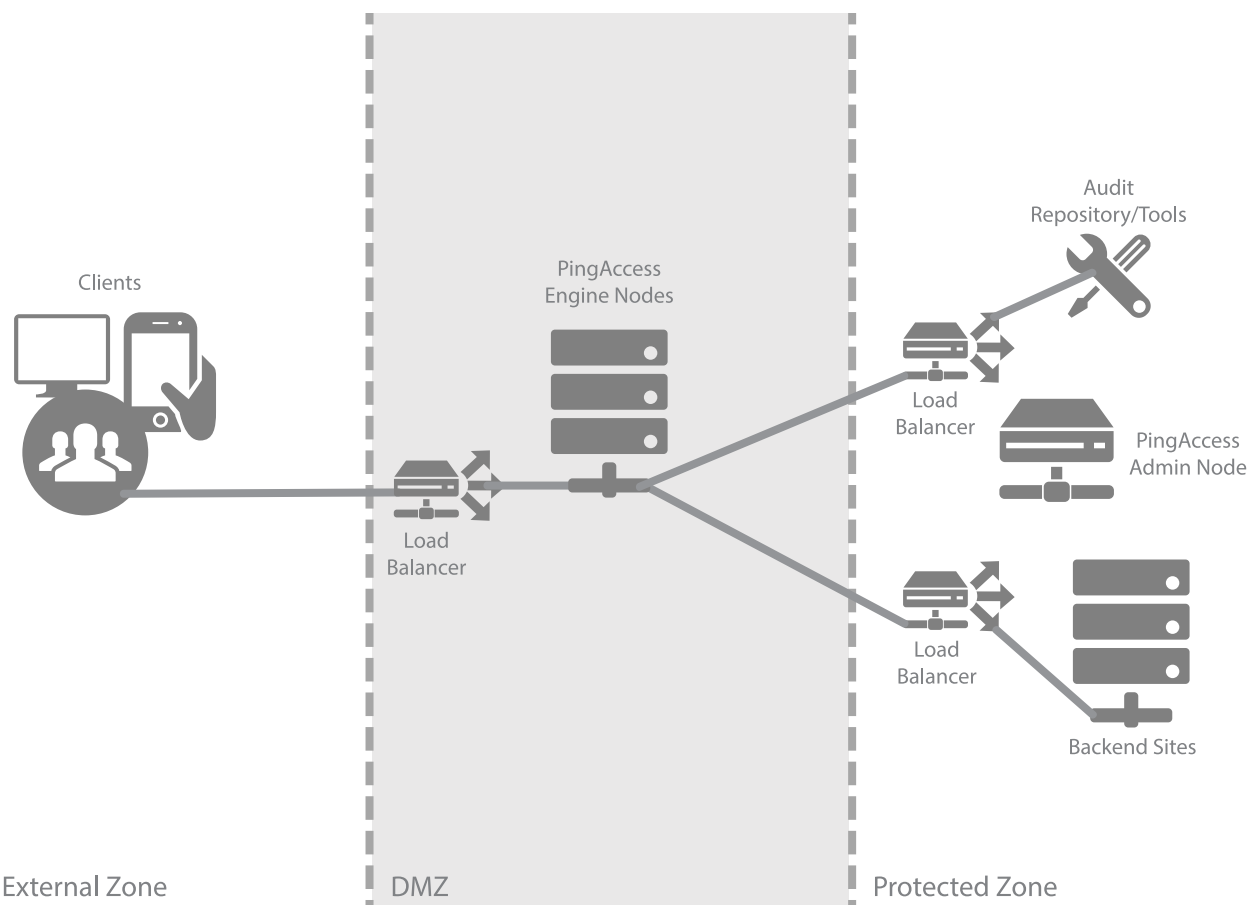 Clients
PingAccess
Engine Nodes
Load
Balancer
Audit
Repository/Tools
Load
Balancer
PingAccess
Admin Node
Load
Balancer
Backend Sites
External Zone
DMZ
Protected Zone